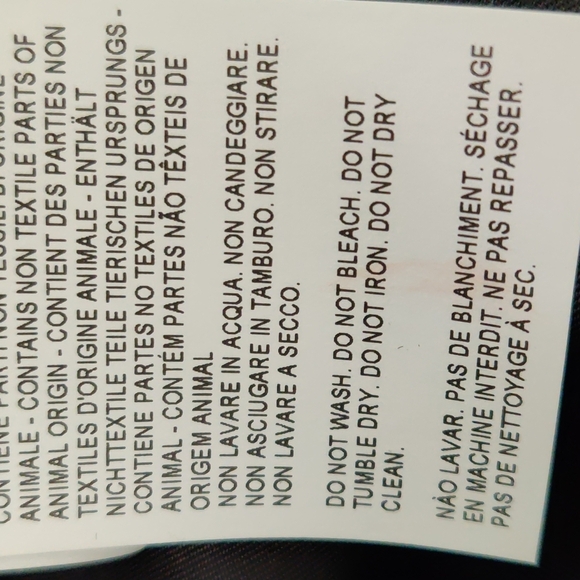 ANIMALE - CONTAINS NON TEXTILE PARTS OF
ANIMAL ORIGIN - CONTIENT DES PARTIES NON
TEXTILES D'ORIGINE ANIMALE - ENTHÄLT
NICHTTEXTILE TEILE TIERISCHEN URSPRUNGS -
CONTIENE PARTES NO TEXTILES DE ORIGEN
ANIMAL - CONTÉM PARTES NÃO TÊXTEIS DE
ORIGEM ANIMAL
NON LAVARE IN ACQUA. NON CANDEGGIARE.
NON ASCIUGARE IN TAMBURO. NON STIRARE.
NON LAVARE A SECCO.
DO NOT WASH. DO NOT BLEACH. DO NOT
TUMBLE DRY. DO NOT IRON. DO NOT DRY
CLEAN.
NÃO LAVAR. PAS DE BLANCHIMENT. SÉCHAGE
EN MACHINE INTERDIT. NE PAS REPASSER.
PAS DE NETTOYAGE À SEC.